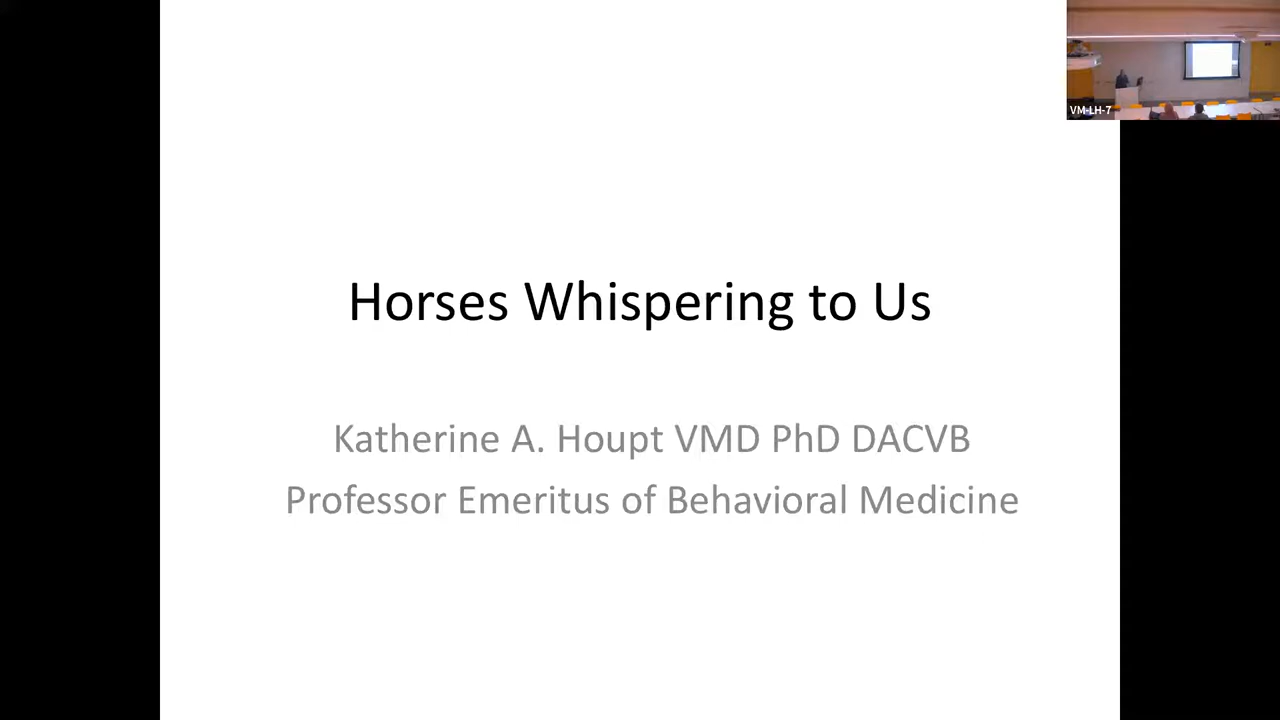 VM-LH-7
Horses Whispering to Us
Katherine A. Houpt VMD PhD DACVB
Professor Emeritus of Behavioral Medicine